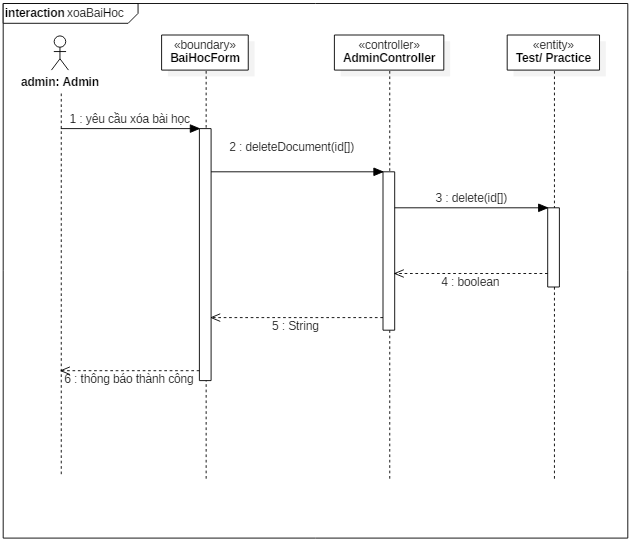 interaction xoaBaiHoc
admin: Admin
«boundary»
BaiHocForm
«controller»
AdminController
«entity»
Test/ Practice
1 : yêu cầu xóa bài học
2 : deleteDocument(id[])
3 : delete(id[])
4 : boolean
5 : String
6 : thông báo thành công